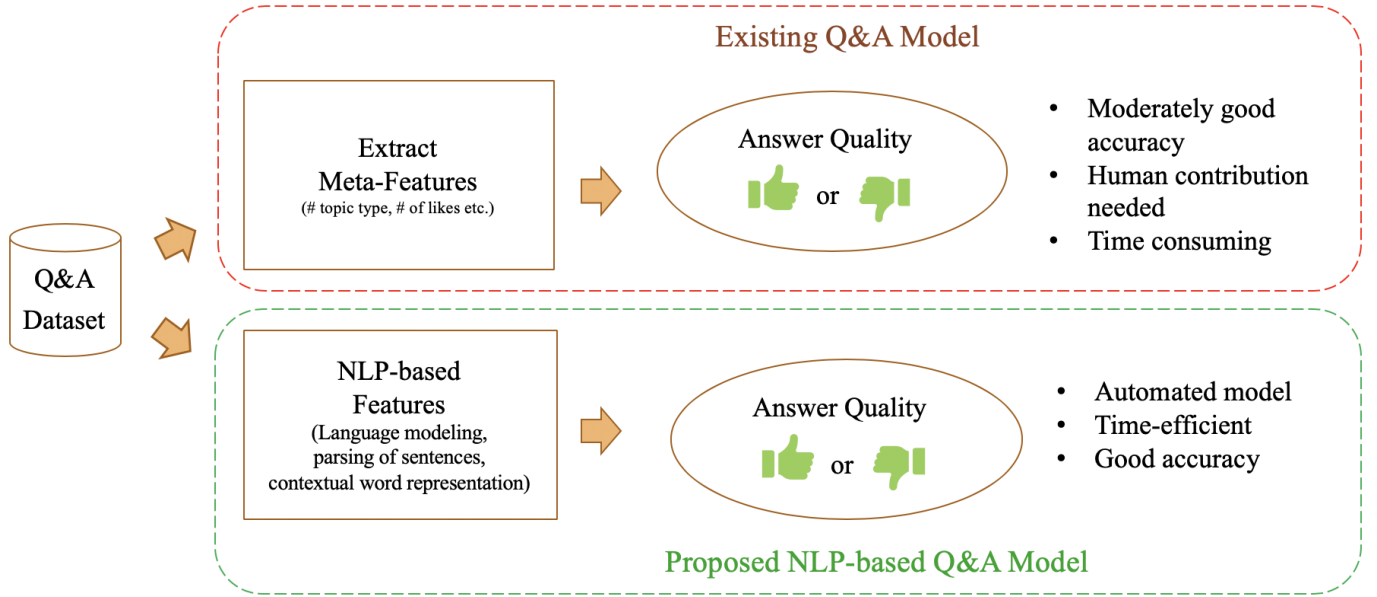 Existing Q&A Model
Extract
Meta-Features
(# topic type, # of likes etc.)
Answer Quality
or
• Moderately good
accuracy
• Human contribution
needed
• Time consuming
Q&A
Dataset
NLP-based
Features
(Language modeling,
parsing of sentences,
contextual word representation)
Answer Quality
or
• Automated model
• Time-efficient
• Good accuracy
Proposed NLP-based Q&A Model